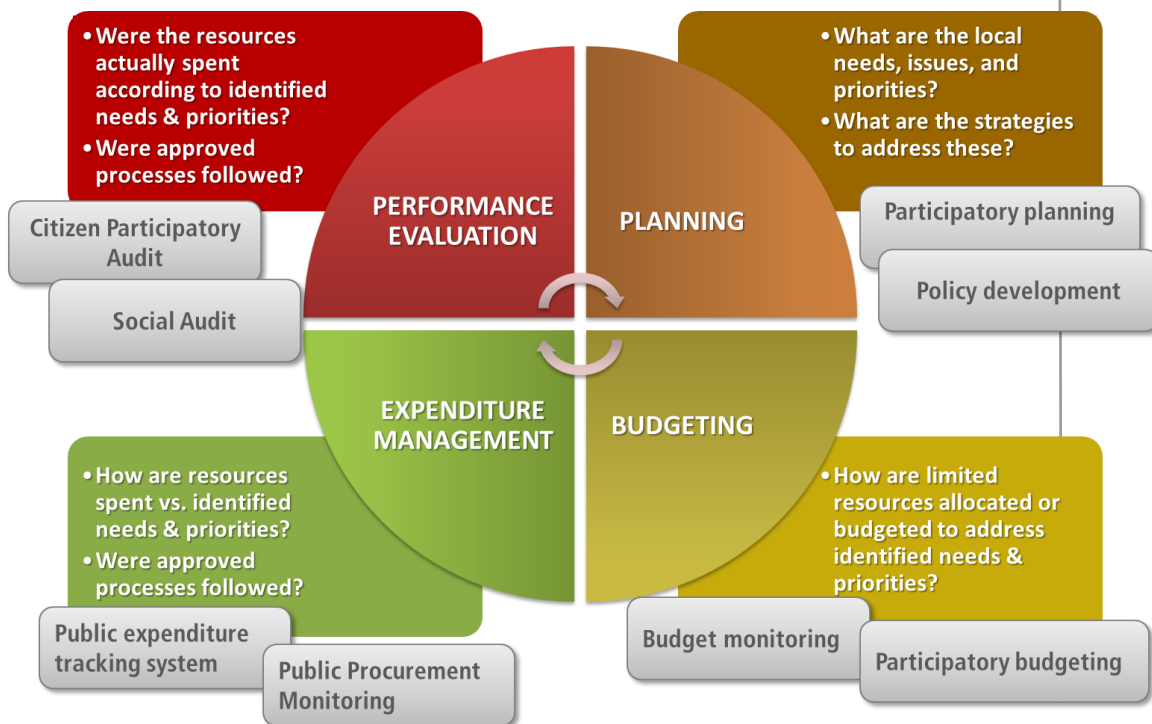 • Were the resources
actually spent
according to identified
needs & priorities?
• Were approved
processes followed?
Citizen Participatory
Audit
Social Audit
PERFORMANCE
EVALUATION
• What are the local
needs, issues, and
priorities?
• What are the strategies
to address these?
Participatory planning
Policy development
PLANNING
EXPENDITURE
MANAGEMENT
• How are resources
spent vs. identified
needs & priorities?
• Were approved
processes followed?
Public expenditure
tracking system
Public Procurement
Monitoring
BUDGETING
• How are limited
resources allocated or
budgeted to address
identified needs &
priorities?
Budget monitoring
Participatory budgeting